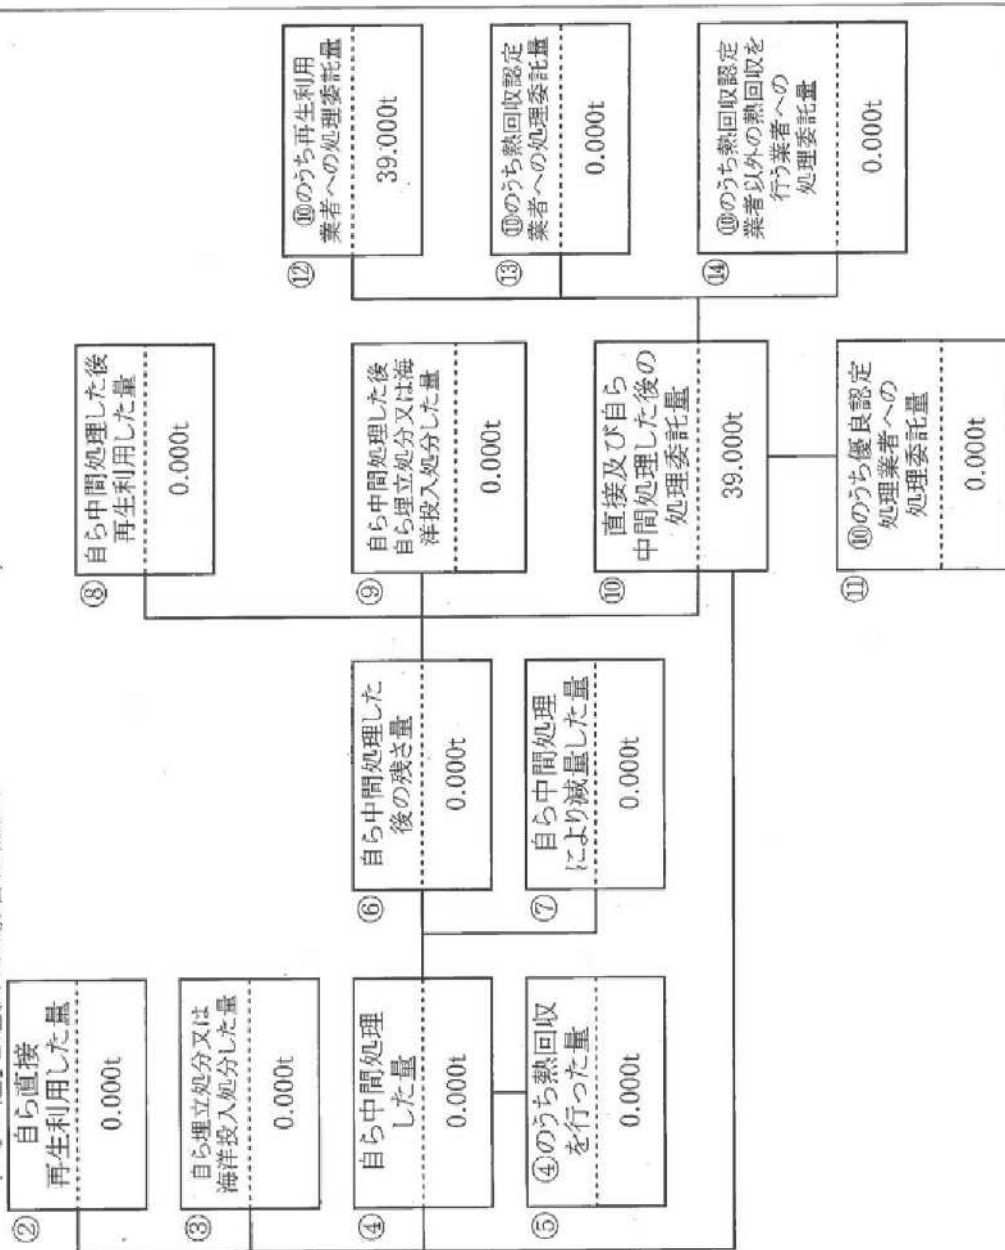 ②
自ら直接
再生利用した量
0.000t
③
自ら埋立処分又は
海洋投入処分した量
0.000t
④
自ら中間処理
した量
0.000t
⑤
④のうち熱回収
を行った量
0.000t
⑥
自ら中間処理した
後の残さ量
0.000t
⑦
自ら中間処理
により減量した量
0.000t
⑧
自ら中間処理した後
再生利用した量
0.000t
⑨
自ら中間処理した後
自ら埋立処分又は海
洋投入処分した量
0.000t
⑩
直接及び自ら
中間処理した後の
処理委託量
39.000t
⑪
⑩のうち優良認定
処理業者への
処理委託量
0.000t
⑫
⑩のうち再生利用
業者への処理委託量
39.000t
⑬
⑩のうち熱回収認定
業者への処理委託量
0.000t
⑭
⑩のうち熱回収認定
業者以外の熱回収を
行う業者への
処理委託量
0.000t